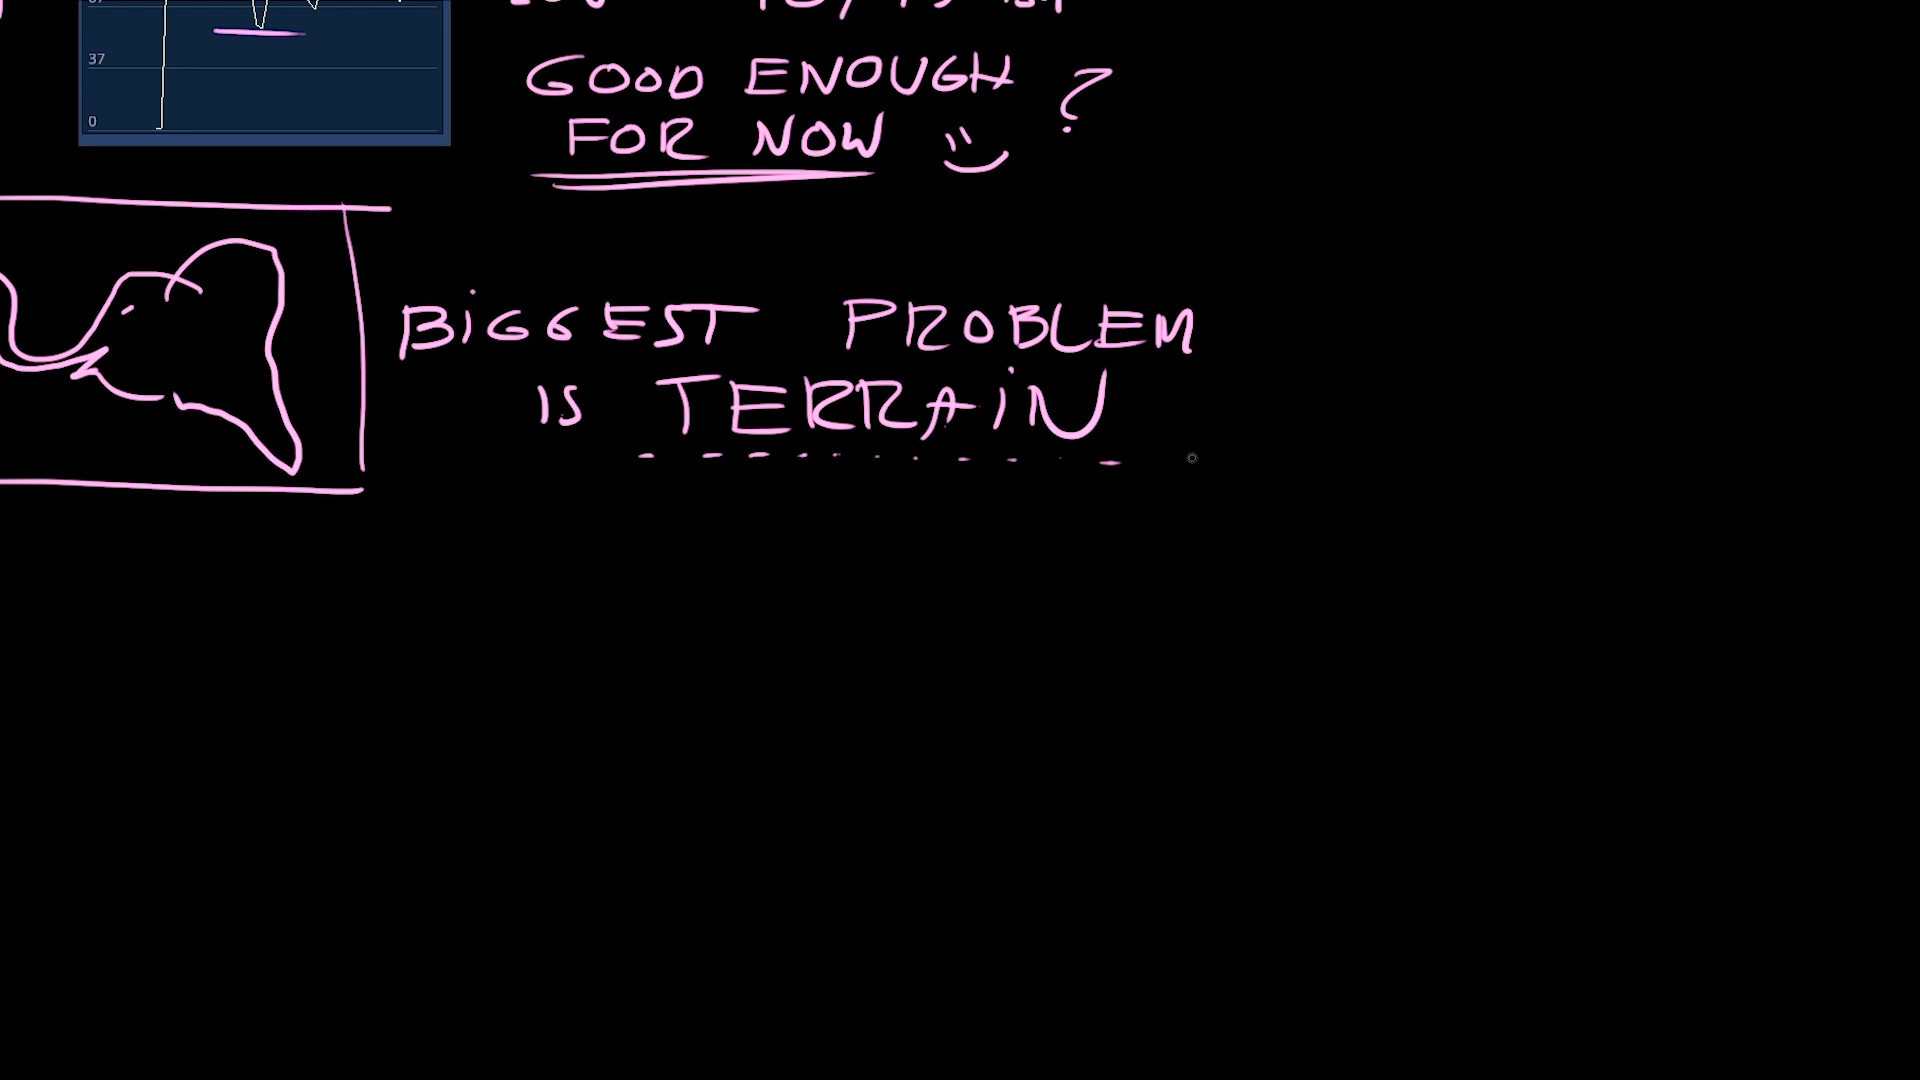 37
0
GOOD ENOUGH ?
FOR NOW
BIGGEST PROBLEM
IS TERRAIN